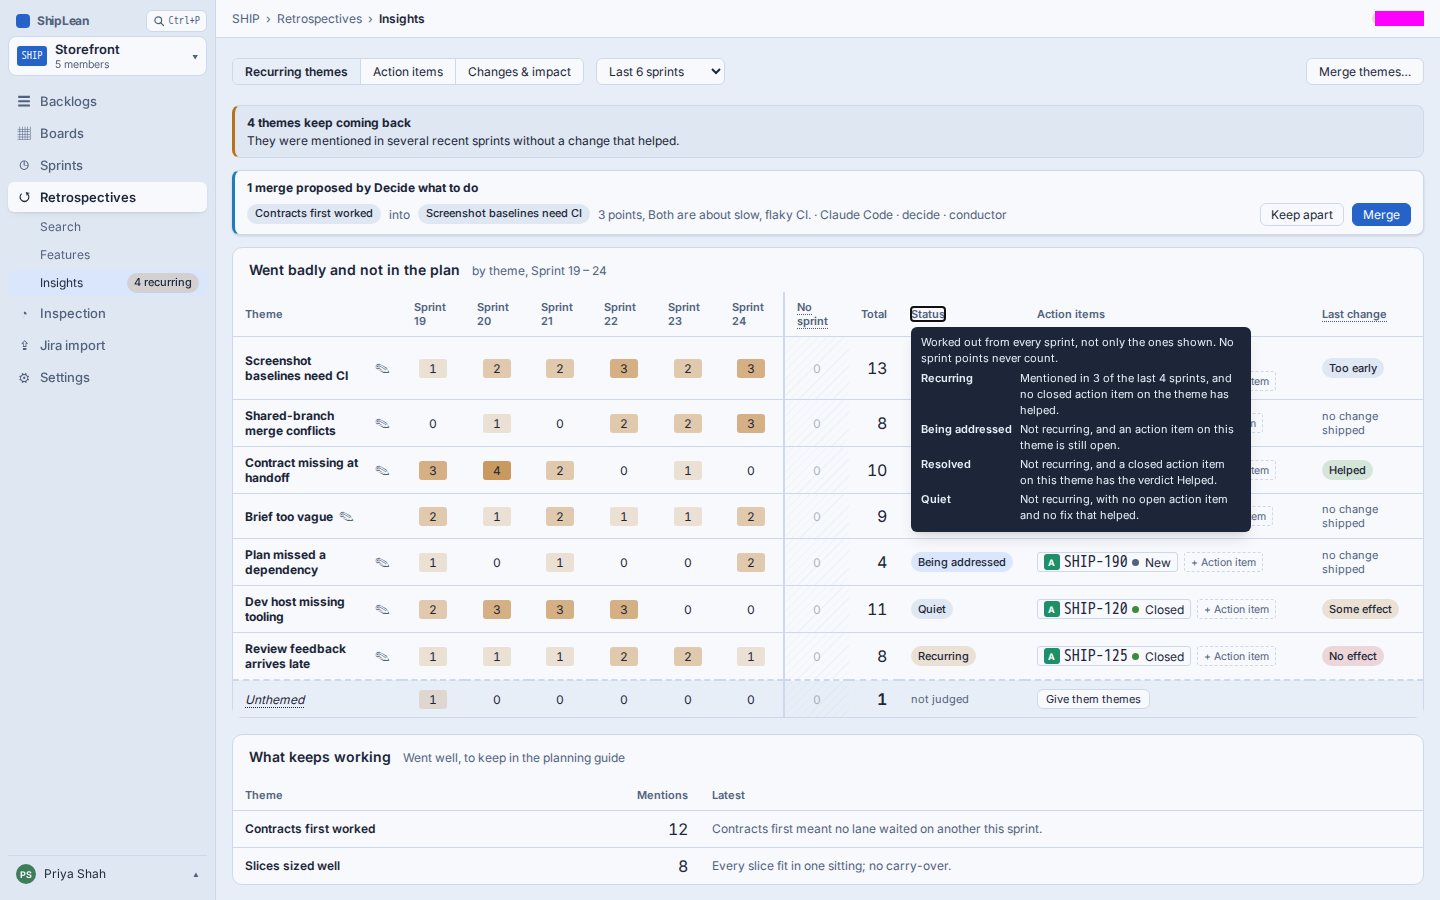 ShipLean
Ctrl+P
SHIP
Storefront
5 members
Backlogs
Boards
Sprints
Retrospectives
Search
Features
Insights
4 recurring
Inspection
Jira import
Settings
PS
Priya Shah
SHIP › Retrospectives › Insights
Recurring themes
Action items
Changes & impact
Last 6 sprints
Merge themes...
4 themes keep coming back
They were mentioned in several recent sprints without a change that helped.
1 merge proposed by Decide what to do
Contracts first worked into Screenshot baselines need CI 3 points, Both are about slow, flaky CI. · Claude Code · decide · conductor
Keep apart
Merge
Went badly and not in the plan by theme, Sprint 19 – 24
Theme Sprint 19 Sprint 20 Sprint 21 Sprint 22 Sprint 23 Sprint 24 No sprint Total Status Action items Last change
Worked out from every sprint, not only the ones shown. No
sprint points never count.
Recurring Mentioned in 3 of the last 4 sprints, and
no closed action item on the theme has
helped.
Being addressed Not recurring, and an action item on this
theme is still open.
Resolved Not recurring, and a closed action item
on this theme has the verdict Helped.
Quiet Not recurring, with no open action item
and no fix that helped.
Screenshot
baselines need CI 1 2 2 3 2 3 0 13 tem Too early
Shared-branch
merge conflicts 0 1 0 2 2 3 0 8 no change
shipped
Contract missing at
handoff 3 4 2 0 1 0 0 10 tem Helped
Brief too vague 2 1 2 1 1 2 0 9 em no change
shipped
Plan missed a
dependency 1 0 1 0 0 2 0 4 Being addressed A SHIP-190 New + Action item no change
shipped
Dev host missing
tooling 2 3 3 3 0 0 0 11 Quiet A SHIP-120 Closed + Action item Some effect
Review feedback
arrives late 1 1 1 2 2 1 0 8 Recurring A SHIP-125 Closed + Action item No effect
Unthemed 1 0 0 0 0 0 0 1 not judged Give them themes
What keeps working Went well, to keep in the planning guide
Theme Mentions Latest
Contracts first worked 12 Contracts first meant no lane waited on another this sprint.
Slices sized well 8 Every slice fit in one sitting; no carry-over.